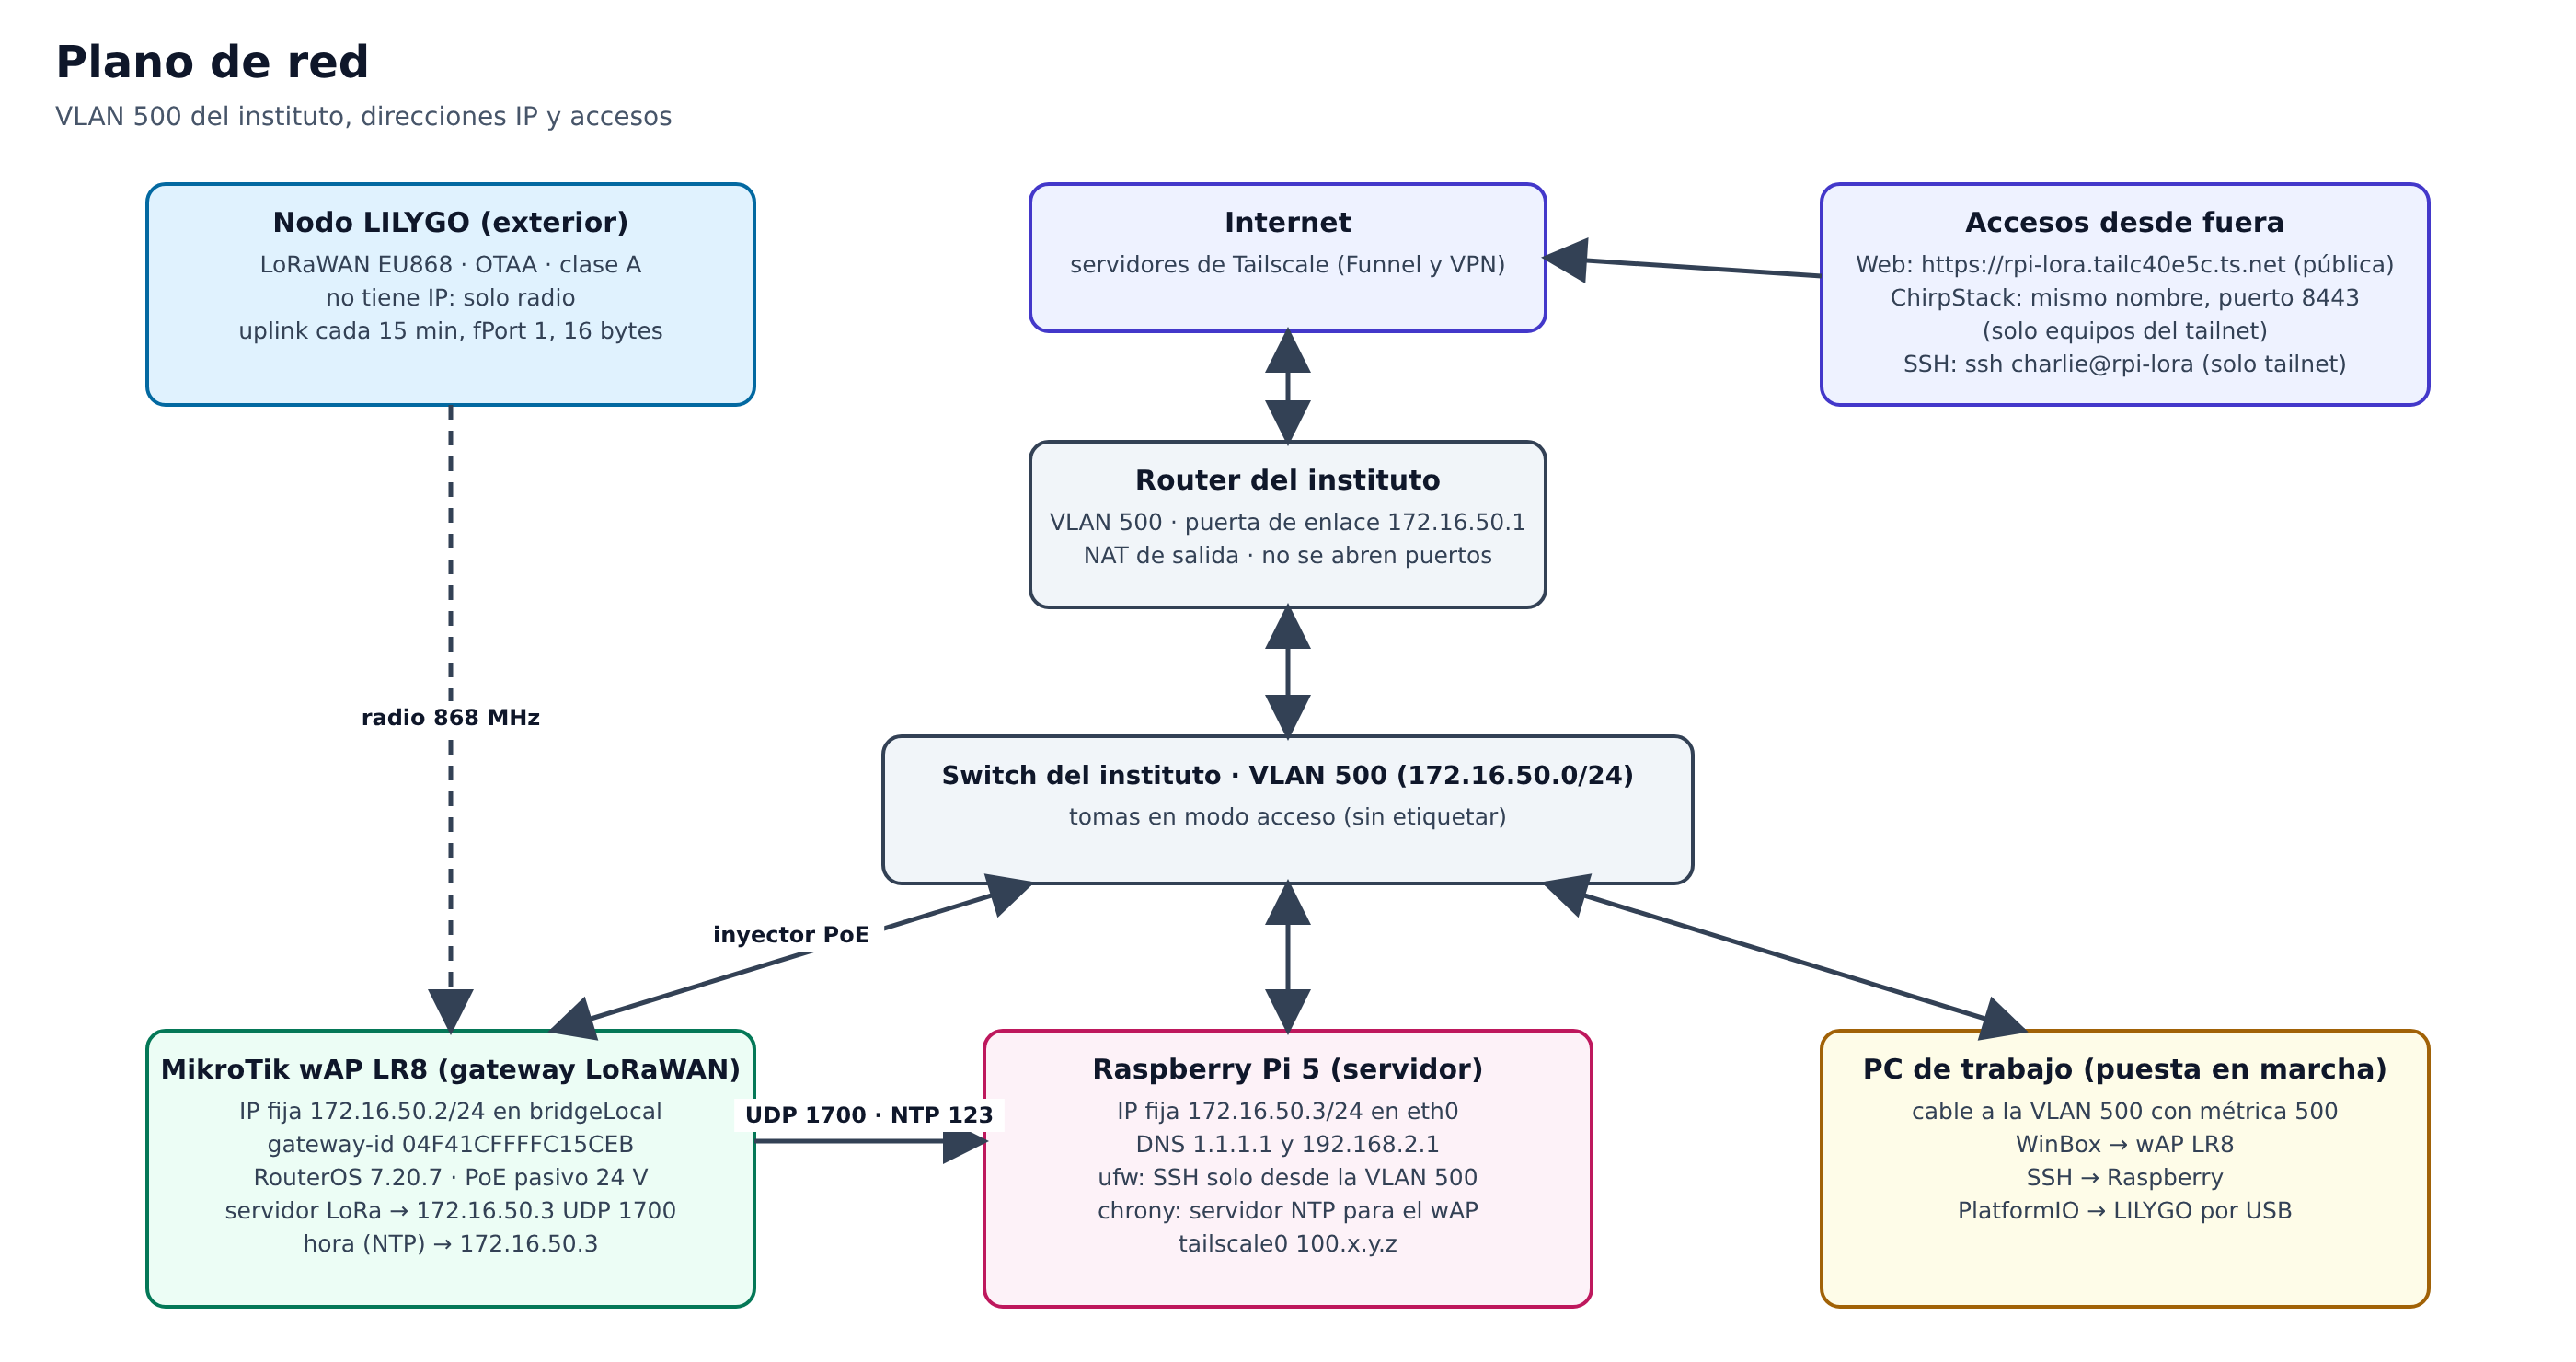 Plano de red
VLAN 500 del instituto, direcciones IP y accesos
Nodo LILYGO (exterior)
LoRaWAN EU868 · OTAA · clase A
no tiene IP: solo radio
uplink cada 15 min, fPort 1, 16 bytes
Internet
servidores de Tailscale (Funnel y VPN)
Accesos desde fuera
Web: https://rpi-lora.tailc40e5c.ts.net (pública)
ChirpStack: mismo nombre, puerto 8443
(solo equipos del tailnet)
SSH: ssh charlie@rpi-lora (solo tailnet)
Router del instituto
VLAN 500 · puerta de enlace 172.16.50.1
NAT de salida · no se abren puertos
radio 868 MHz
Switch del instituto · VLAN 500 (172.16.50.0/24)
tomas en modo acceso (sin etiquetar)
inyector PoE
MikroTik wAP LR8 (gateway LoRaWAN)
IP fija 172.16.50.2/24 en bridgeLocal
gateway-id 04F41CFFFFC15CEB
RouterOS 7.20.7 · PoE pasivo 24 V
servidor LoRa → 172.16.50.3 UDP 1700
hora (NTP) → 172.16.50.3
UDP 1700 · NTP 123
Raspberry Pi 5 (servidor)
IP fija 172.16.50.3/24 en eth0
DNS 1.1.1.1 y 192.168.2.1
ufw: SSH solo desde la VLAN 500
chrony: servidor NTP para el wAP
tailscale0 100.x.y.z
PC de trabajo (puesta en marcha)
cable a la VLAN 500 con métrica 500
WinBox → wAP LR8
SSH → Raspberry
PlatformIO → LILYGO por USB